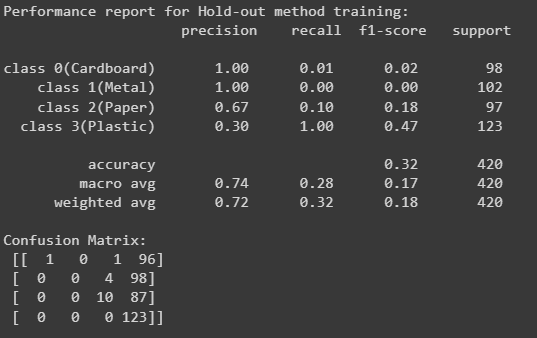 Performance report for Hold-out method training:
precision recall f1-score support
class 0(Cardboard) 1.00 0.01 0.02 98
class 1(Metal) 1.00 0.00 0.00 102
class 2(Paper) 0.67 0.10 0.18 97
class 3(Plastic) 0.30 1.00 0.47 123
accuracy 0.32 420
macro avg 0.74 0.28 0.17 420
weighted avg 0.72 0.32 0.18 420
Confusion Matrix:
[[ 1 0 1 96]
[ 0 0 4 98]
[ 0 0 10 87]
[ 0 0 0 123]]